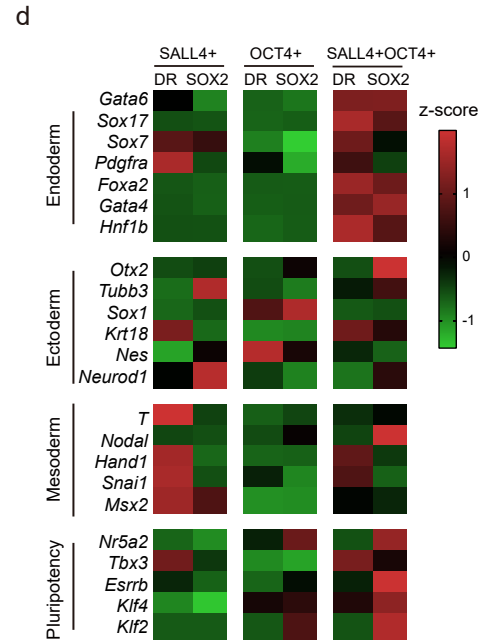 d
SALL4+ OCT4+ SALL4+OCT4+
DR SOX2 DR SOX2 DR SOX2
z-score
1
-1
Endoderm
Gata6
Sox17
Sox7
Pdgfra
Foxa2
Gata4
Hnf1b
Ectoderm
Otx2
Tubb3
Sox1
Krt18
Nes
Neurod1
Mesoderm
T
Nodal
Hand1
Snai1
Msx2
Pluripotency
Nr5a2
Tbx3
Esrrb
Klf4
Klf2